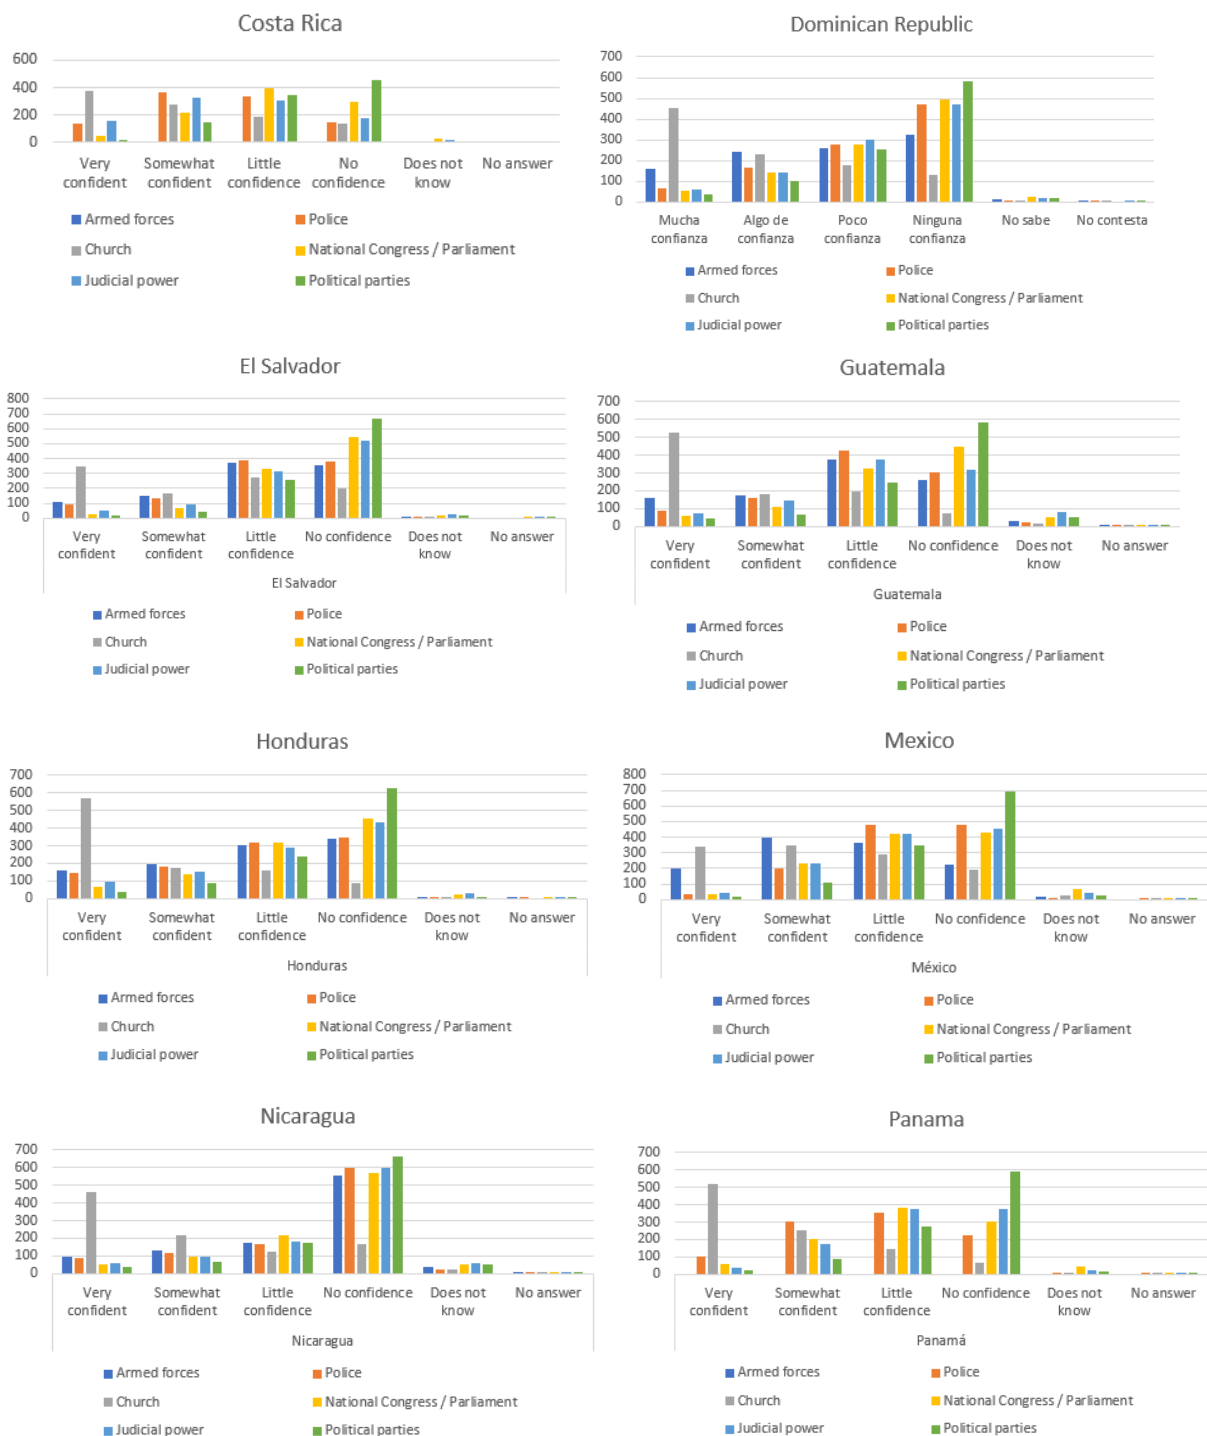 Costa Rica
600
400
200
0
Very confident
Somewhat confident
Little confidence
No confidence
Does not know
No answer
Armed forces
Police
Church
National Congress / Parliament
Judicial power
Political parties
Dominican Republic
700
600
500
400
300
200
100
0
Mucha confianza
Algo de confianza
Poco confianza
Ninguna confianza
No sabe
No contesta
Armed forces
Police
Church
National Congress / Parliament
Judicial power
Political parties
El Salvador
800
700
600
500
400
300
200
100
0
Very confident
Somewhat confident
Little confidence
No confidence
Does not know
No answer
El Salvador
Armed forces
Police
Church
National Congress / Parliament
Judicial power
Political parties
Guatemala
700
600
500
400
300
200
100
0
Very confident
Somewhat confident
Little confidence
No confidence
Does not know
No answer
Guatemala
Armed forces
Police
Church
National Congress / Parliament
Judicial power
Political parties
Honduras
700
600
500
400
300
200
100
0
Very confident
Somewhat confident
Little confidence
No confidence
Does not know
No answer
Honduras
Armed forces
Police
Church
National Congress / Parliament
Judicial power
Political parties
Mexico
800
700
600
500
400
300
200
100
0
Very confident
Somewhat confident
Little confidence
No confidence
Does not know
No answer
México
Armed forces
Police
Church
National Congress / Parliament
Judicial power
Political parties
Nicaragua
700
600
500
400
300
200
100
0
Very confident
Somewhat confident
Little confidence
No confidence
Does not know
No answer
Nicaragua
Armed forces
Police
Church
National Congress / Parliament
Judicial power
Political parties
Panama
700
600
500
400
300
200
100
0
Very confident
Somewhat confident
Little confidence
No confidence
Does not know
No answer
Panamá
Armed forces
Police
Church
National Congress / Parliament
Judicial power
Political parties